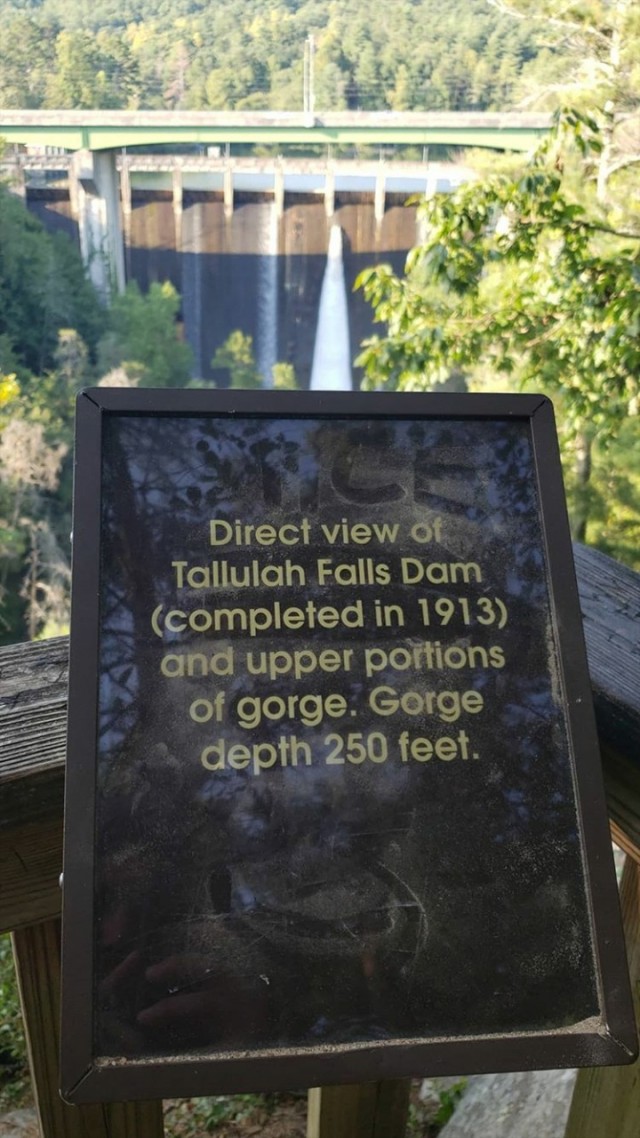 Direct view of
Tallulah Falls Dam
(completed in 1913)
and upper portions
of gorge. Gorge
depth 250 feet.